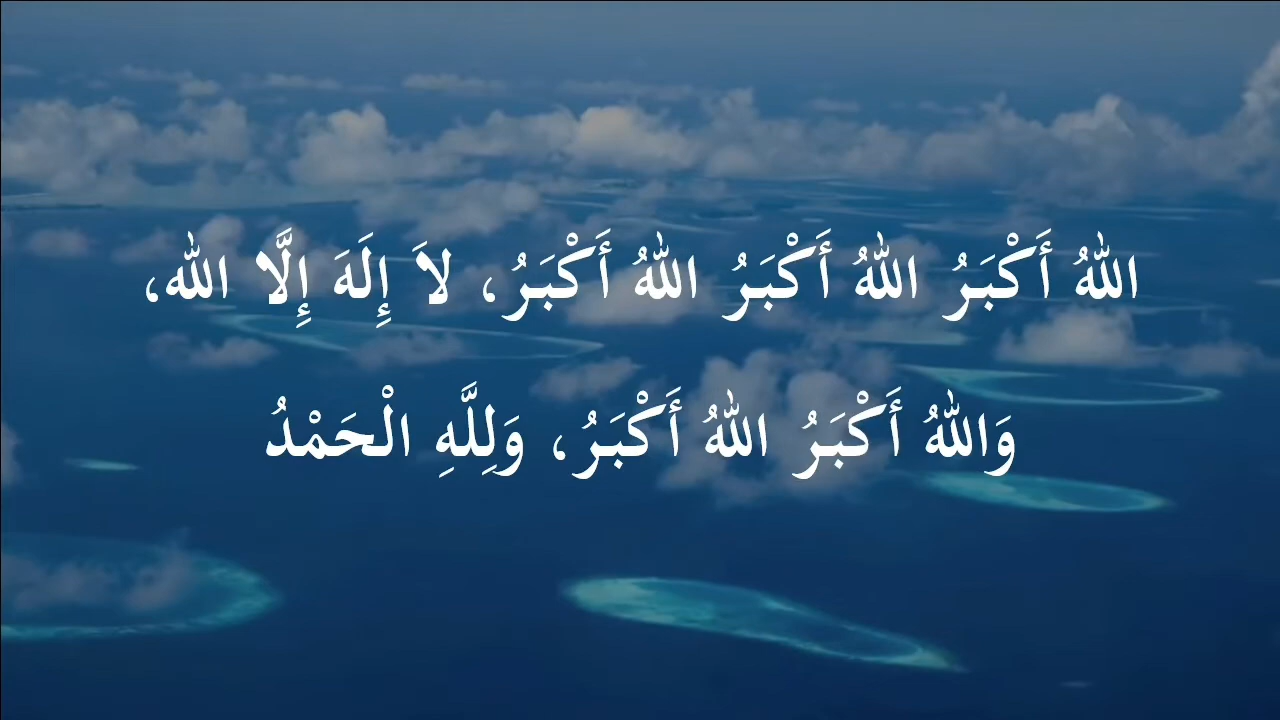 اللهُ أَكْبَرُ اللهُ أَكْبَرُ اللهُ أَكْبَرُ، لاَ إِلَهَ إِلَّا الله،
وَاللهُ أَكْبَرُ اللهُ أَكْبَرُ، وَلِلَّهِ الْحَمْدُ